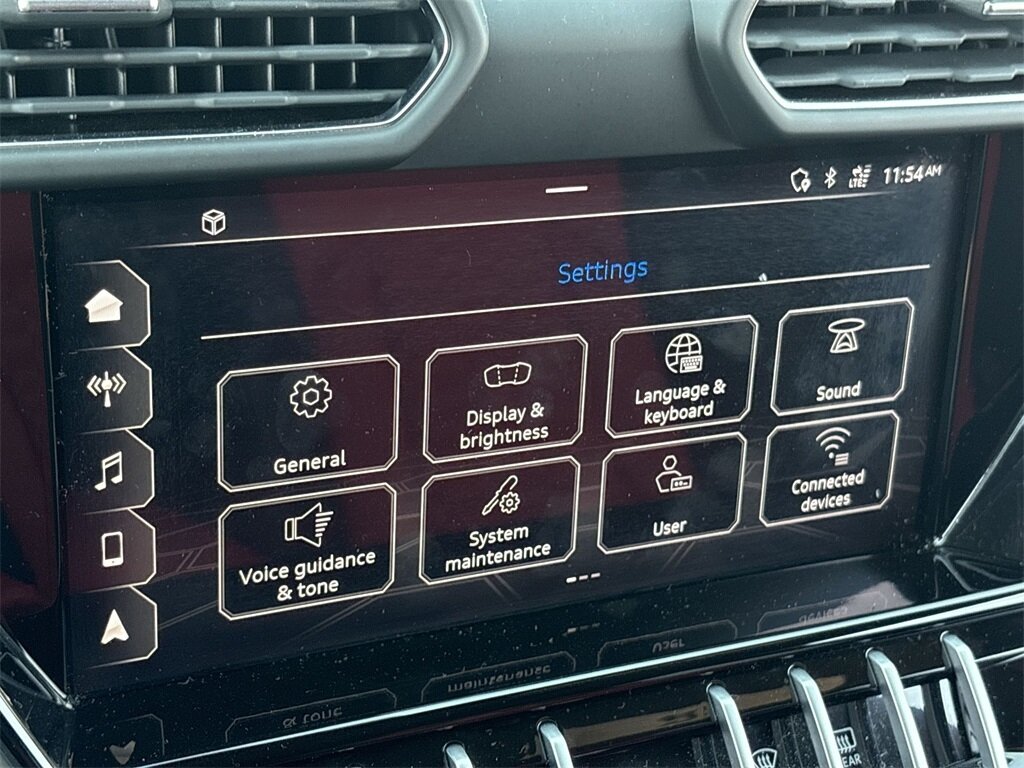 LTE
11:54 AM
Settings
General
Display &
brightness
Language &
keyboard
Sound
Voice guidance
& tone
System
maintenance
User
Connected
devices
REAR